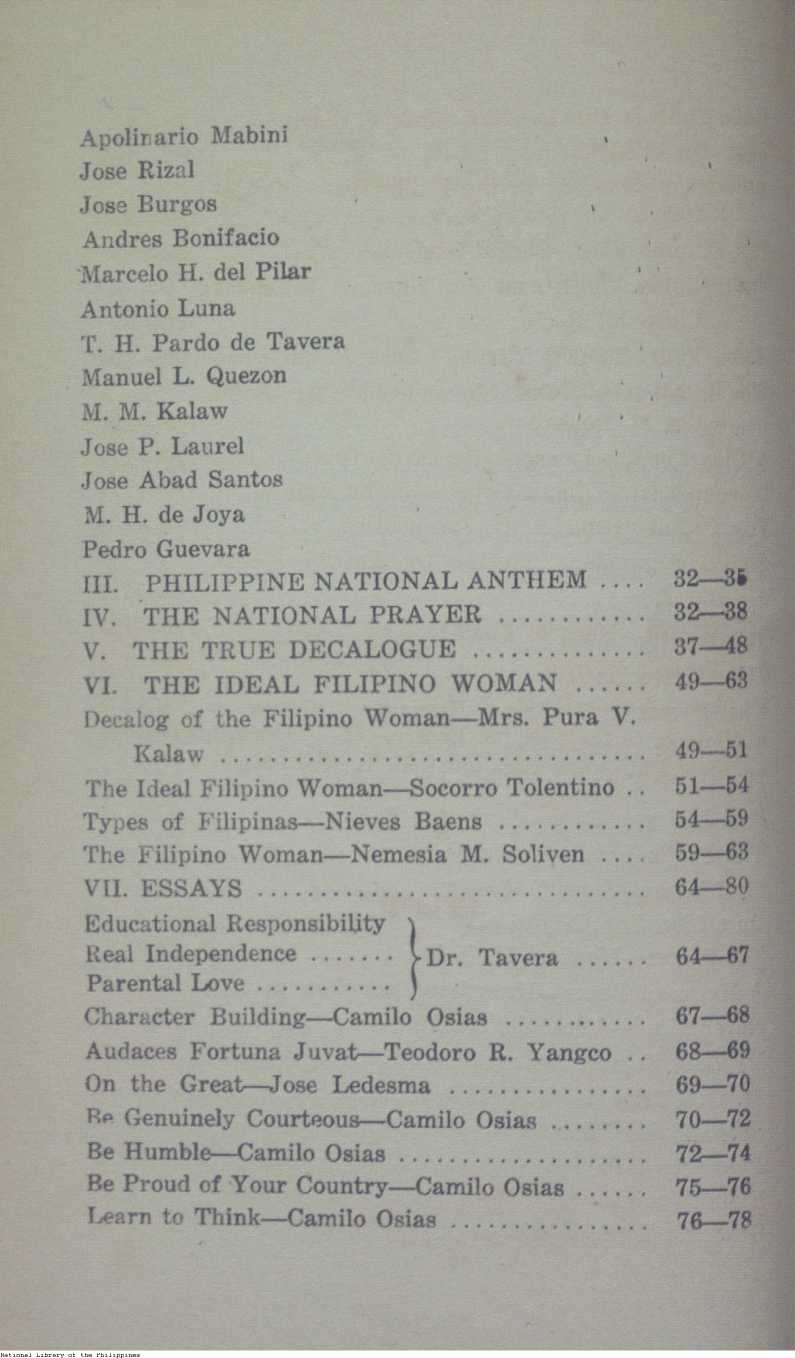 Apolinario Mabini
Jose Rizal
Jose Burgos
Andres Bonifacio
Marcelo H. del Pilar
Antonio Luna
T. H. Pardo de Tavera
Manuel L. Quezon
M. M. Kalaw
Jose P. Laurel
Jose Abad Santos
M. H. de Joya
Pedro Guevara
III. PHILIPPINE NATIONAL ANTHEM .... 32—35
IV. THE NATIONAL PRAYER ............ 32—38
V. THE TRUE DECALOGUE .............. 37—48
VI. THE IDEAL FILIPINO WOMAN ...... 49—63
Decalog of the Filipino Woman—Mrs. Pura V.
Kalaw .................................. 49—51
The Ideal Filipino Woman—Socorro Tolentino .. 51—54
Types of Filipinas—Nieves Baens ............ 54—59
The Filipino Woman—Nemesia M. Soliven .... 59—63
VII. ESSAYS ............................... 64—80
Educational Responsibility
Real Independence ....... } Dr. Tavera ...... 64—67
Parental Love ...........
Character Building—Camilo Osias ............ 67—68
Audaces Fortuna Juvat—Teodoro R. Yangco .. 68—69
On the Great—Jose Ledesma ................ 69—70
Be Genuinely Courteous—Camilo Osias ........ 70—72
Be Humble—Camilo Osias .................... 72—74
Be Proud of Your Country—Camilo Osias ...... 75—76
Learn to Think—Camilo Osias ................ 76—78
National Library of the Philippines